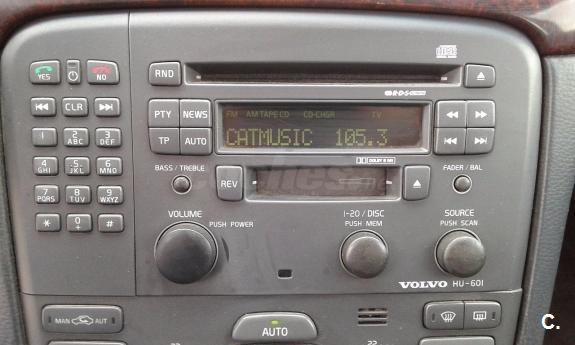 YES NO
CLR
1 2 ABC 3 DEF
4 GHI 5 JKL 6 MNO
7 PQRS 8 TUV 9 WXYZ
* 0 + #
RND
PTY NEWS
TP AUTO
R·D·S
FM AM TAPE CD CD-CHGR TV
CATMUSIC 105.3
DOLBY B NR
BASS / TREBLE
REV
FADER / BAL
VOLUME
PUSH POWER
1-20 / DISC
PUSH MEM
SOURCE
PUSH SCAN
VOLVO HU-601
MAN AUT
AUTO
C.